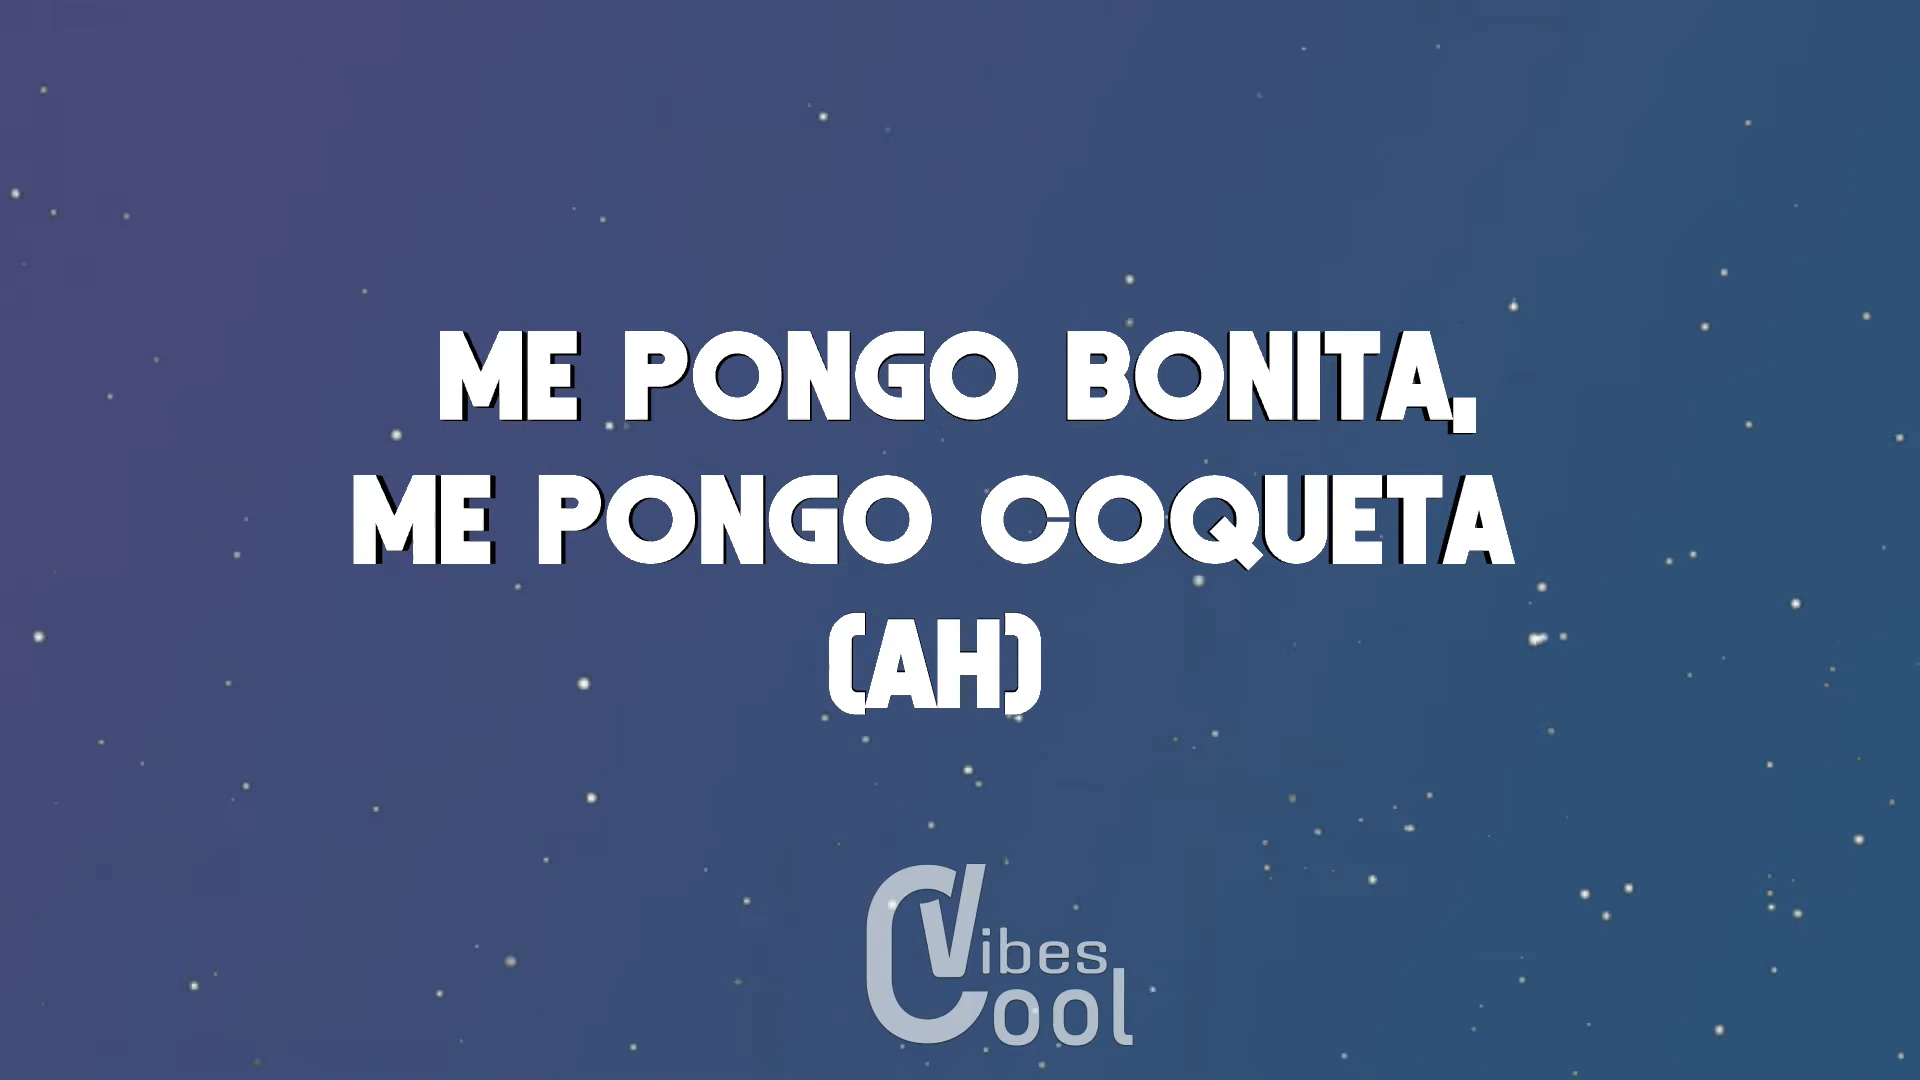 ME PONGO BONITA,
ME PONGO COQUETA
(AH)
Vibes
Cool